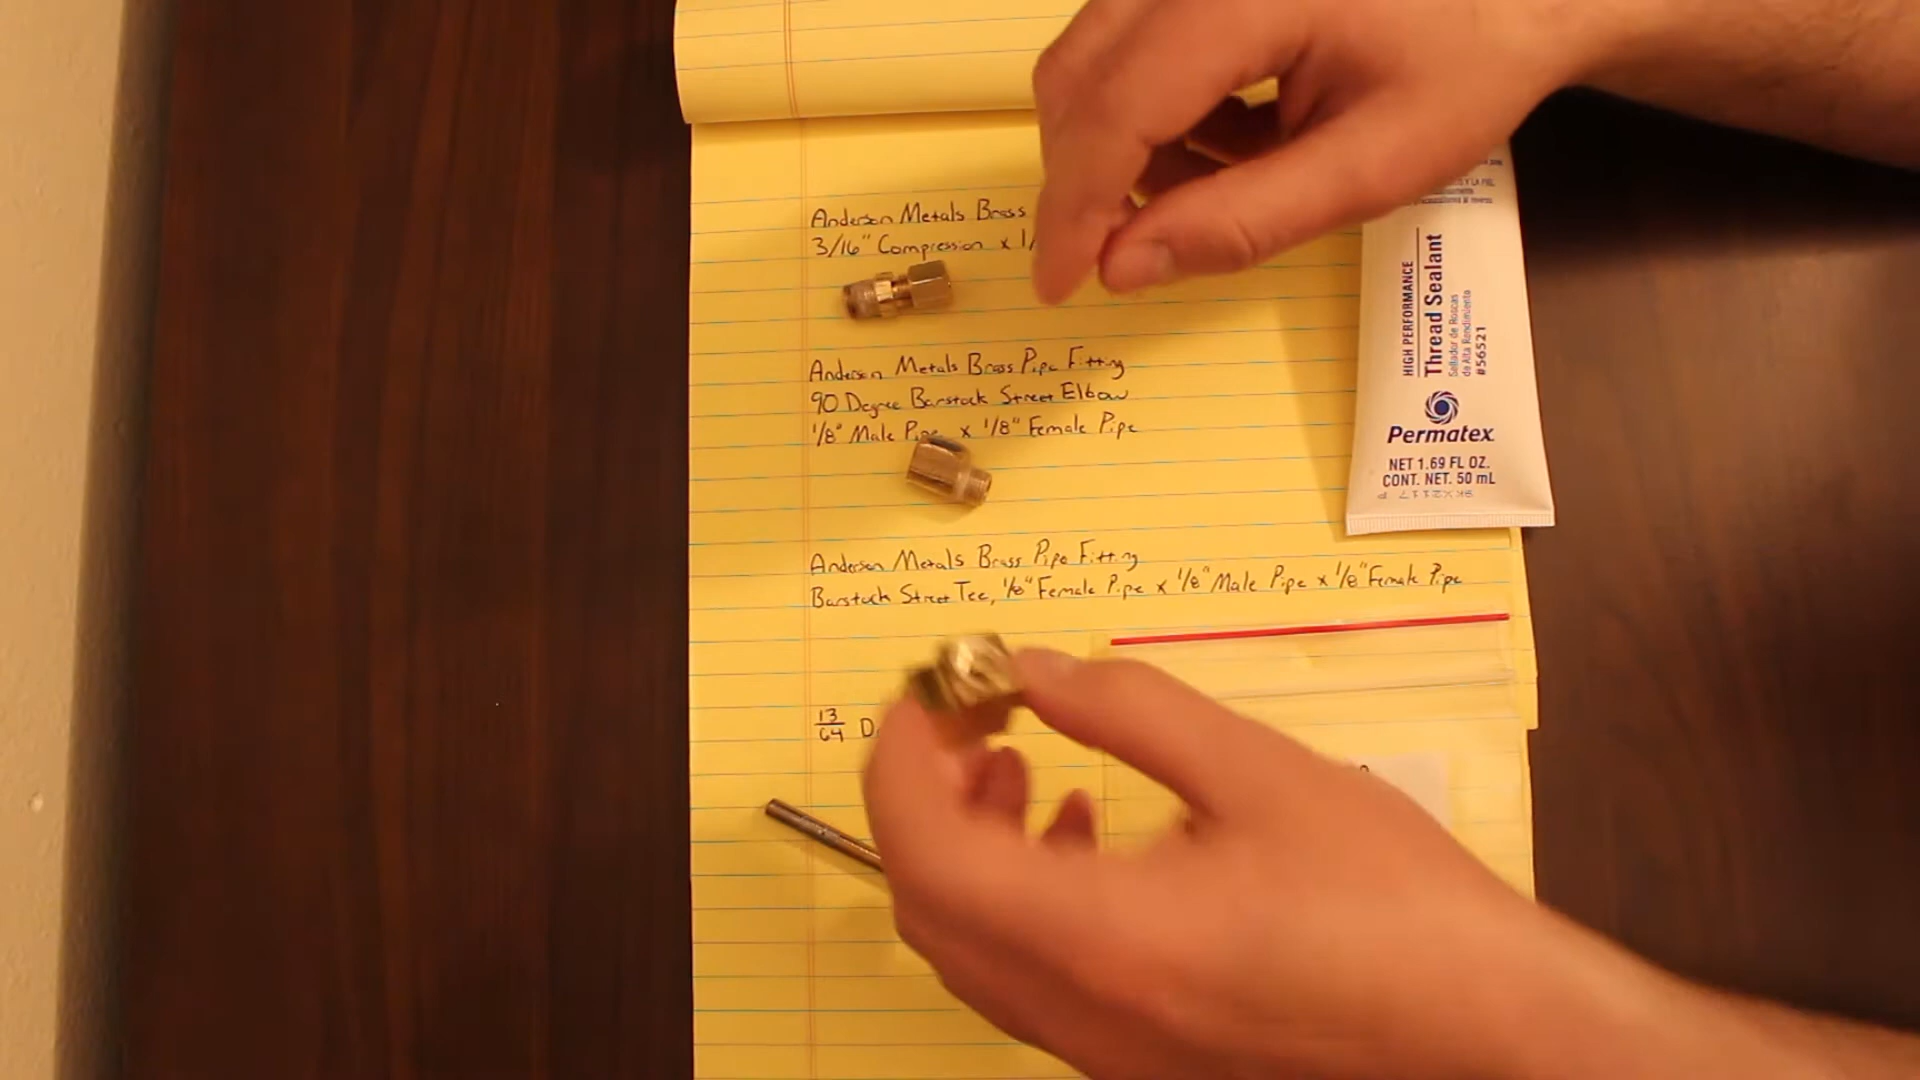 Anderson Metals Brass
3/16" Compression x 1/
Anderson Metals Brass Pipe Fitting
90 Degree Barstock Street Elbow
1/8" Male Pipe x 1/8" Female Pipe
Anderson Metals Brass Pipe Fitting
Barstock Street Tee, 1/8" Female Pipe x 1/8" Male Pipe x 1/8" Female Pipe
13/64 D
HIGH PERFORMANCE
Thread Sealant
Sellador de Roscas
de Alta Rendimiento
#56521
Permatex
NET 1.69 FL OZ.
CONT. NET. 50 mL